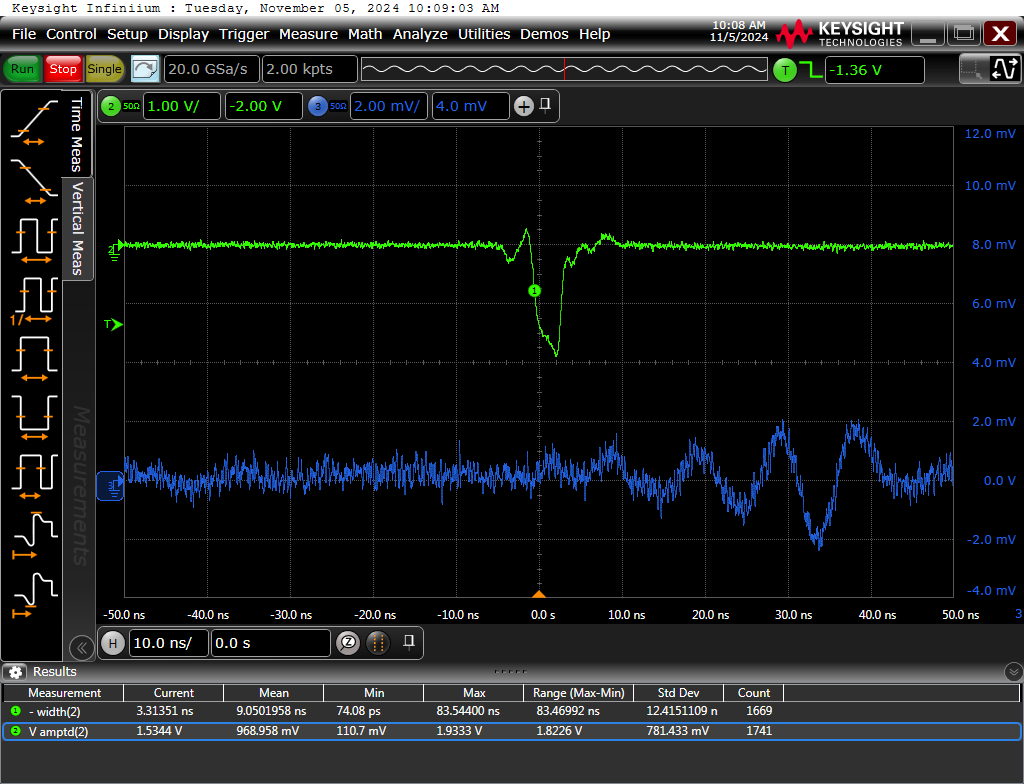 Keysight Infiniium : Tuesday, November 05, 2024 10:09:03 AM
File Control Setup Display Trigger Measure Math Analyze Utilities Demos Help
10:08 AM
11/5/2024
KEYSIGHT
TECHNOLOGIES
Run Stop Single 20.0 GSa/s 2.00 kpts T -1.36 V
2 50Ω 1.00 V/ -2.00 V 3 50Ω 2.00 mV/ 4.0 mV
Time Meas
Vertical Meas
Measurements
1/
12.0 mV
10.0 mV
2 8.0 mV
1
6.0 mV
T
4.0 mV
2.0 mV
3 0.0 V
-2.0 mV
-4.0 mV
-50.0 ns -40.0 ns -30.0 ns -20.0 ns -10.0 ns 0.0 s 10.0 ns 20.0 ns 30.0 ns 40.0 ns 50.0 ns 3
H 10.0 ns/ 0.0 s Z
Results
Measurement Current Mean Min Max Range (Max-Min) Std Dev Count
1 - width(2) 3.31351 ns 9.0501958 ns 74.08 ps 83.54400 ns 83.46992 ns 12.4151109 n 1669
2 V amptd(2) 1.5344 V 968.958 mV 110.7 mV 1.9333 V 1.8226 V 781.433 mV 1741